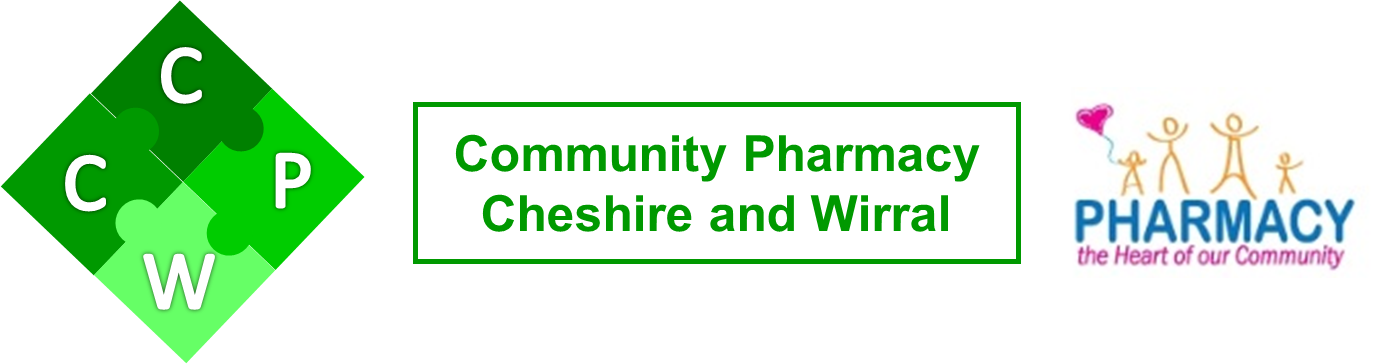 C
C
P
W
Community Pharmacy
Cheshire and Wirral
PHARMACY
the Heart of our Community